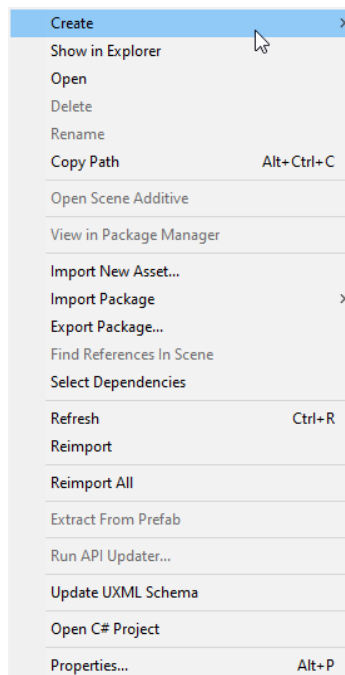 Create
Show in Explorer
Open
Delete
Rename
Copy Path Alt+Ctrl+C
Open Scene Additive
View in Package Manager
Import New Asset...
Import Package
Export Package...
Find References In Scene
Select Dependencies
Refresh Ctrl+R
Reimport
Reimport All
Extract From Prefab
Run API Updater...
Update UXML Schema
Open C# Project
Properties... Alt+P